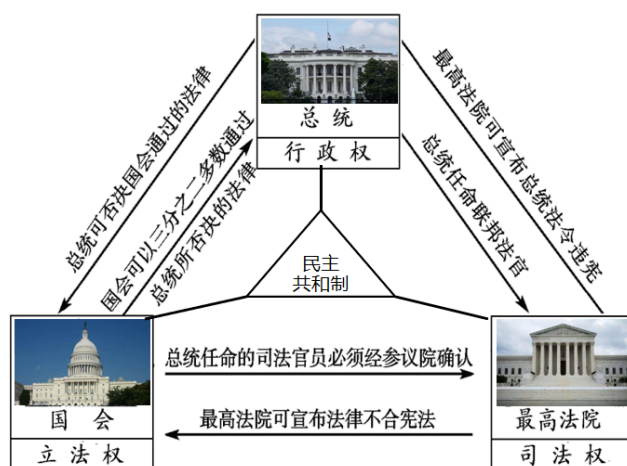 总统
行政权
总统可否决国会通过的法律
国会可以三分之二多数通过
总统所否决的法律
最高法院可宣布总统法令违宪
总统任命联邦法官
民主
共和制
总统任命的司法官员必须经参议院确认
最高法院可宣布法律不合宪法
国会
立法权
最高法院
司法权